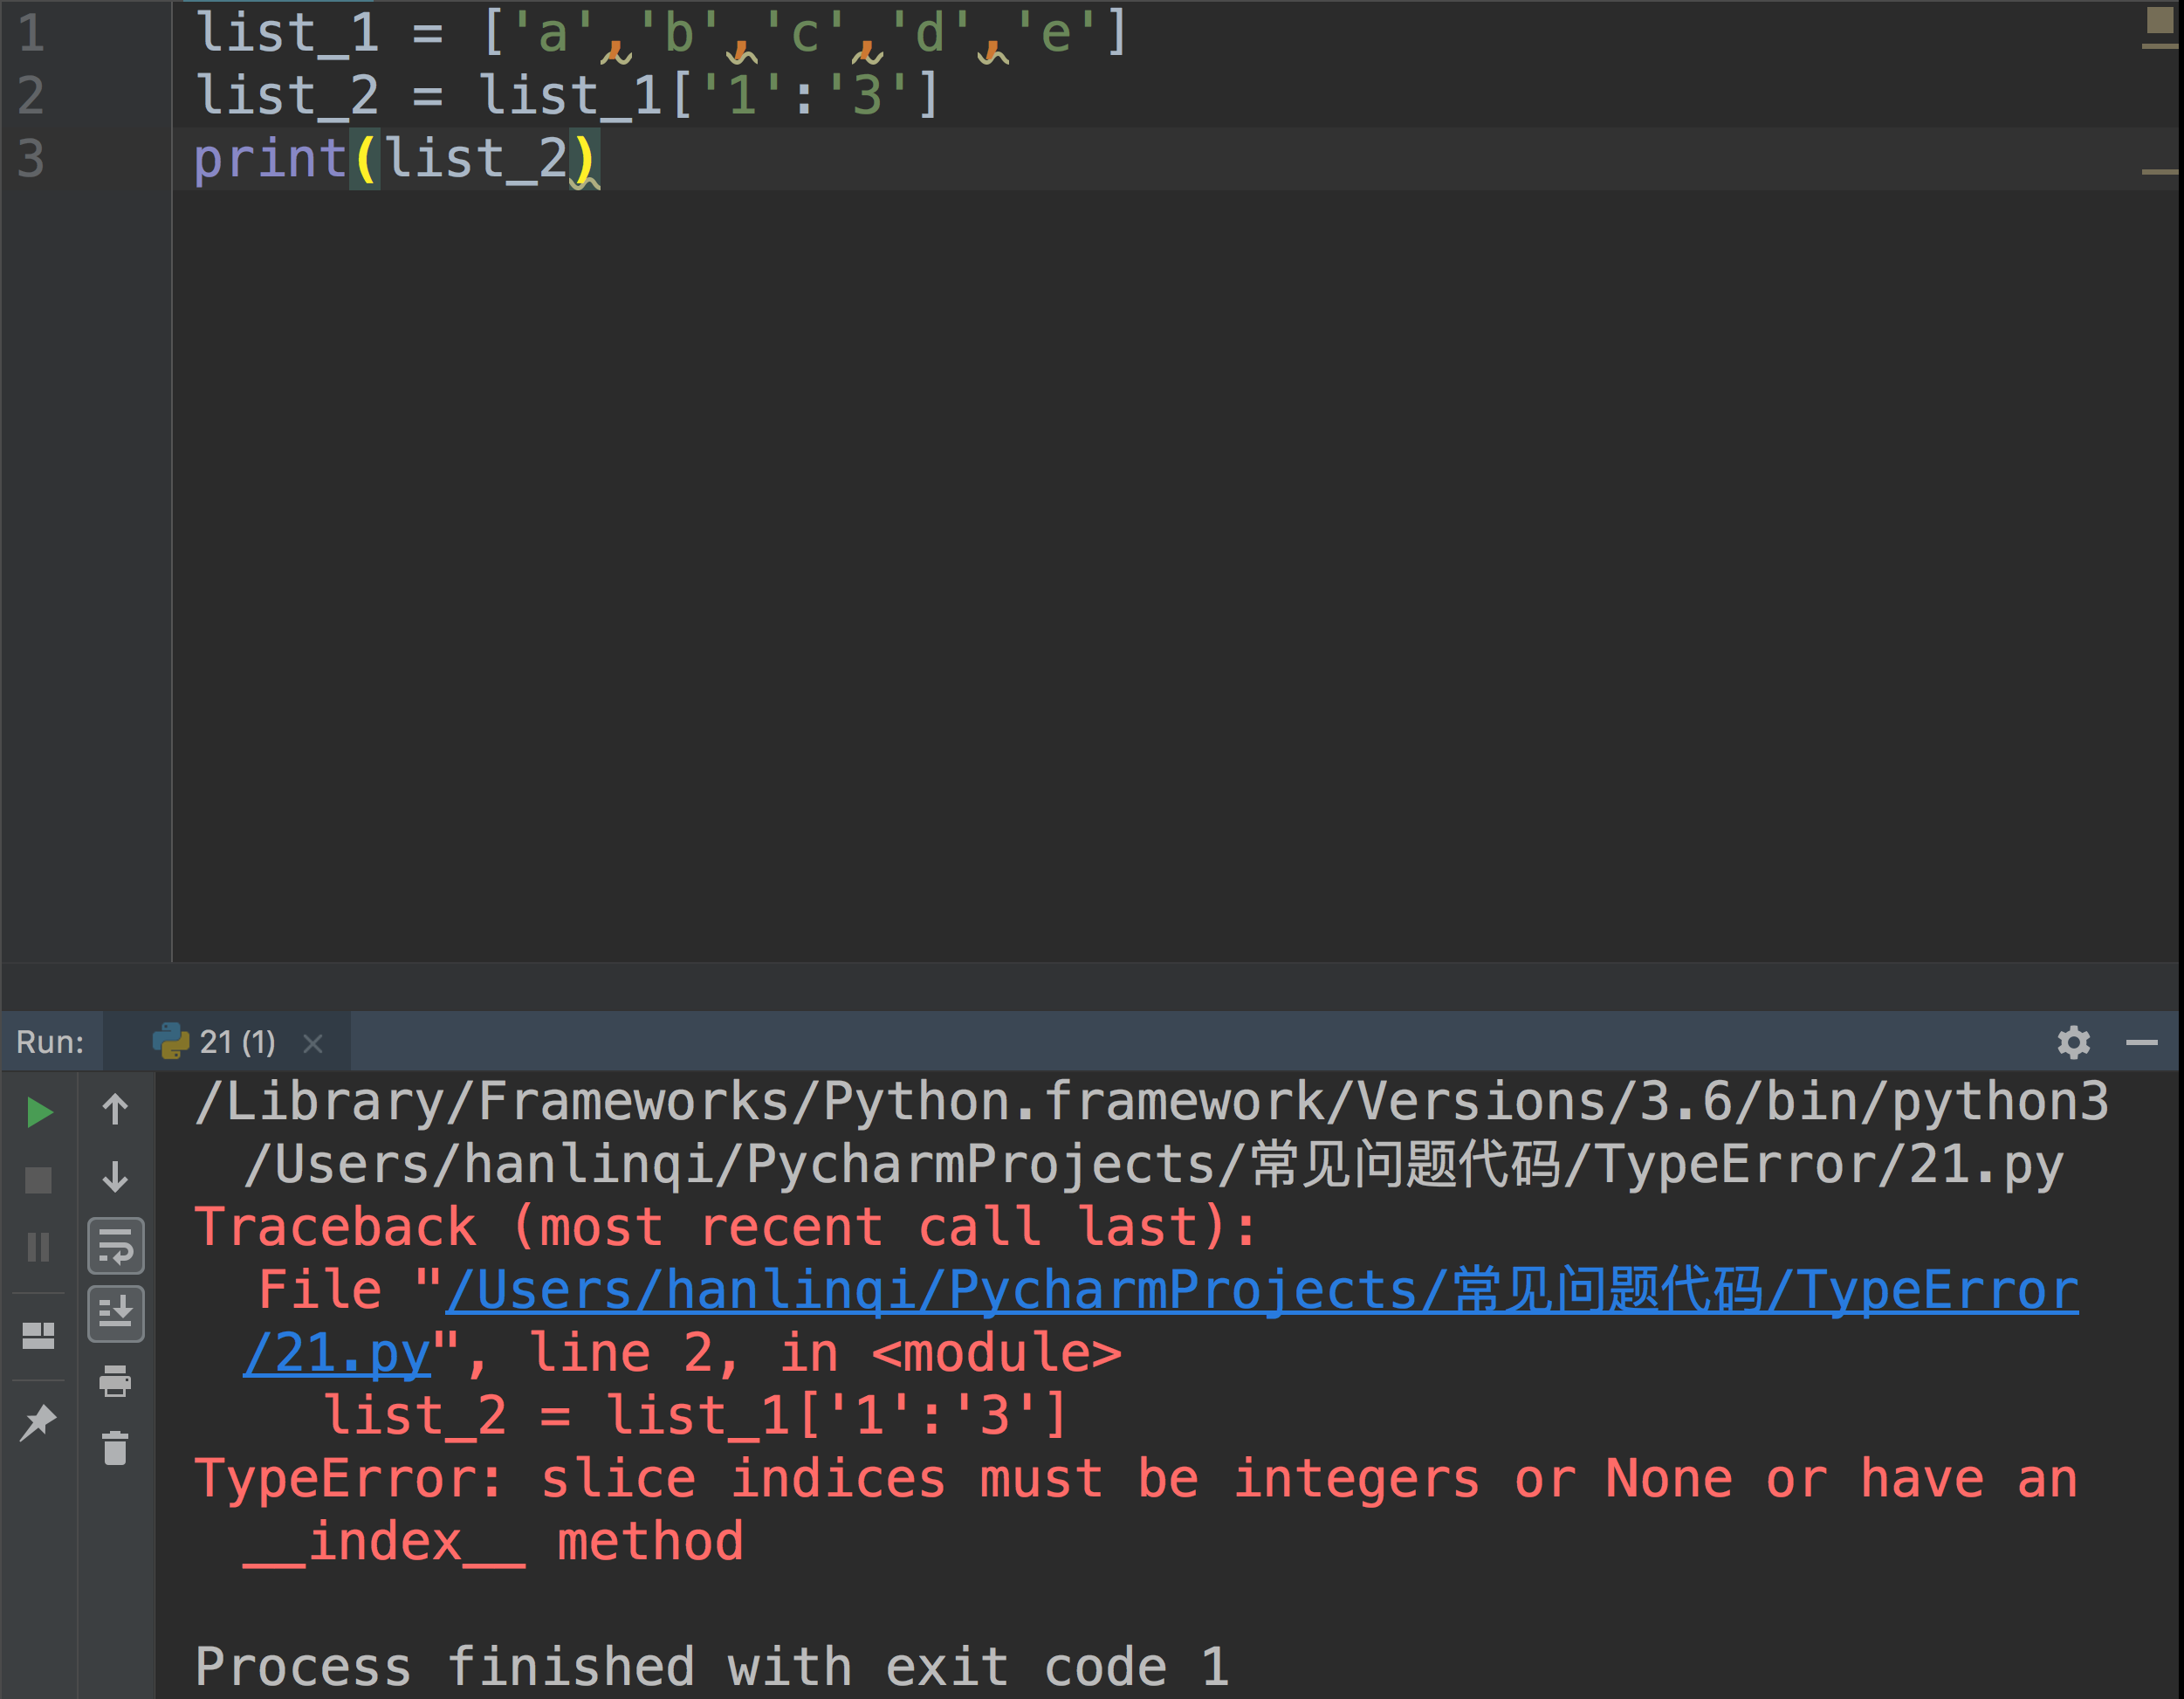 1 list_1 = ['a','b','c','d','e']
2 list_2 = list_1['1':'3']
3 print(list_2)
Run: 21 (1)
/Library/Frameworks/Python.framework/Versions/3.6/bin/python3
/Users/hanlinqi/PycharmProjects/常见问题代码/TypeError/21.py
Traceback (most recent call last):
File "/Users/hanlinqi/PycharmProjects/常见问题代码/TypeError
/21.py", line 2, in <module>
list_2 = list_1['1':'3']
TypeError: slice indices must be integers or None or have an
__index__ method
Process finished with exit code 1